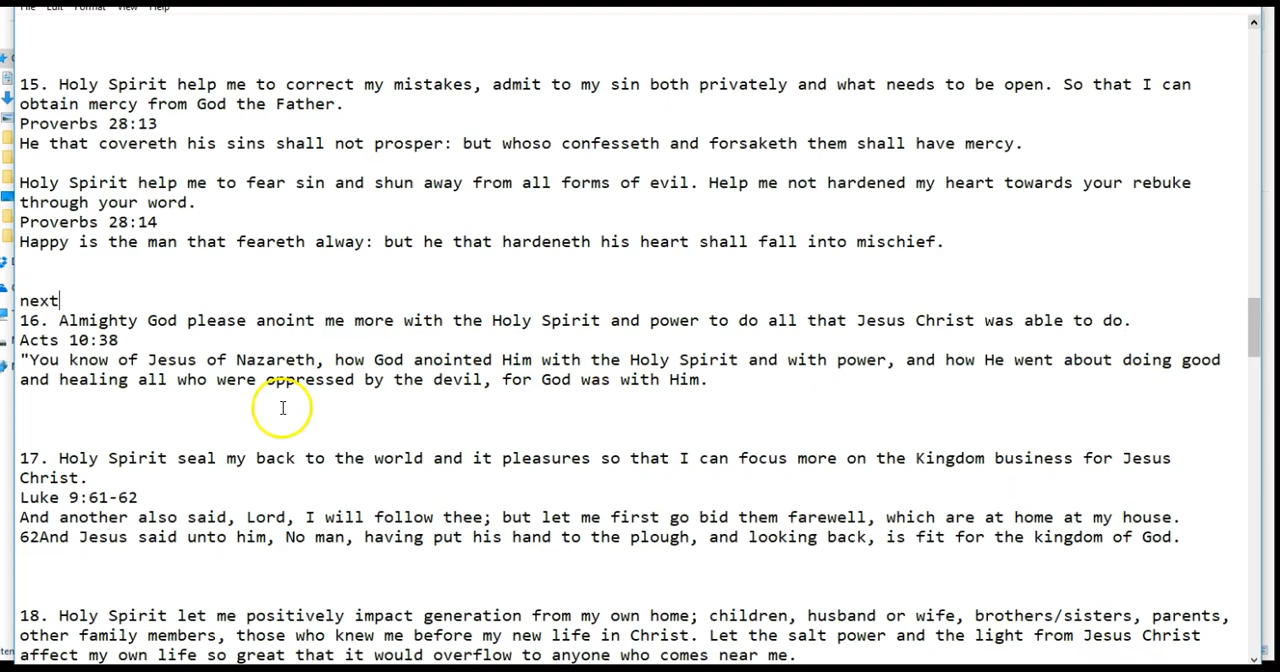 File Edit Format View Help
15. Holy Spirit help me to correct my mistakes, admit to my sin both privately and what needs to be open. So that I can
obtain mercy from God the Father.
Proverbs 28:13
He that covereth his sins shall not prosper: but whoso confesseth and forsaketh them shall have mercy.
Holy Spirit help me to fear sin and shun away from all forms of evil. Help me not hardened my heart towards your rebuke
through your word.
Proverbs 28:14
Happy is the man that feareth alway: but he that hardeneth his heart shall fall into mischief.
next
16. Almighty God please anoint me more with the Holy Spirit and power to do all that Jesus Christ was able to do.
Acts 10:38
"You know of Jesus of Nazareth, how God anointed Him with the Holy Spirit and with power, and how He went about doing good
and healing all who were oppressed by the devil, for God was with Him.
17. Holy Spirit seal my back to the world and it pleasures so that I can focus more on the Kingdom business for Jesus
Christ.
Luke 9:61-62
And another also said, Lord, I will follow thee; but let me first go bid them farewell, which are at home at my house.
62And Jesus said unto him, No man, having put his hand to the plough, and looking back, is fit for the kingdom of God.
18. Holy Spirit let me positively impact generation from my own home; children, husband or wife, brothers/sisters, parents,
other family members, those who knew me before my new life in Christ. Let the salt power and the light from Jesus Christ
affect my own life so great that it would overflow to anyone who comes near me.